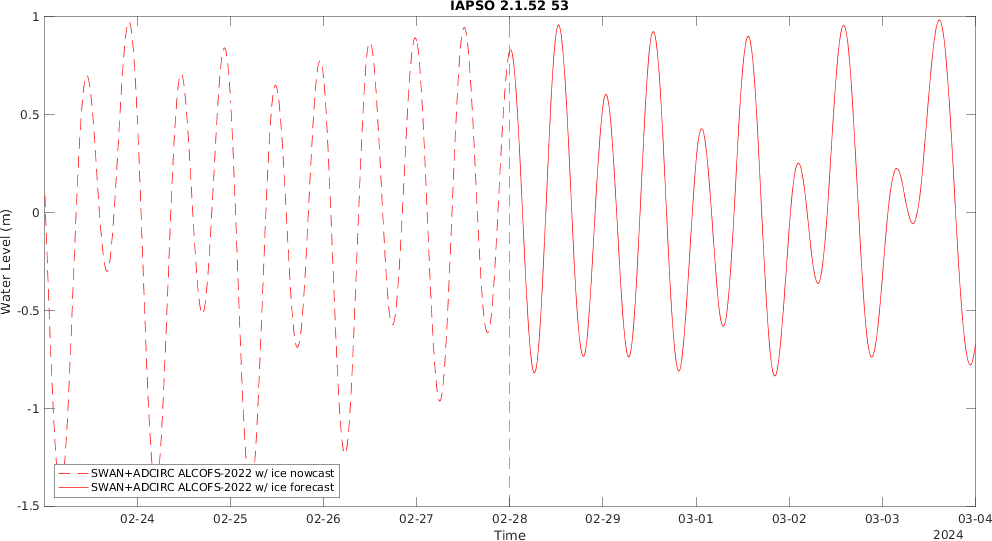 IAPSO 2.1.52 53
1
0.5
0
-0.5
-1
-1.5
Water Level (m)
SWAN+ADCIRC ALCOFS-2022 w/ ice nowcast
SWAN+ADCIRC ALCOFS-2022 w/ ice forecast
02-24 02-25 02-26 02-27 02-28 02-29 03-01 03-02 03-03 03-04
Time
2024